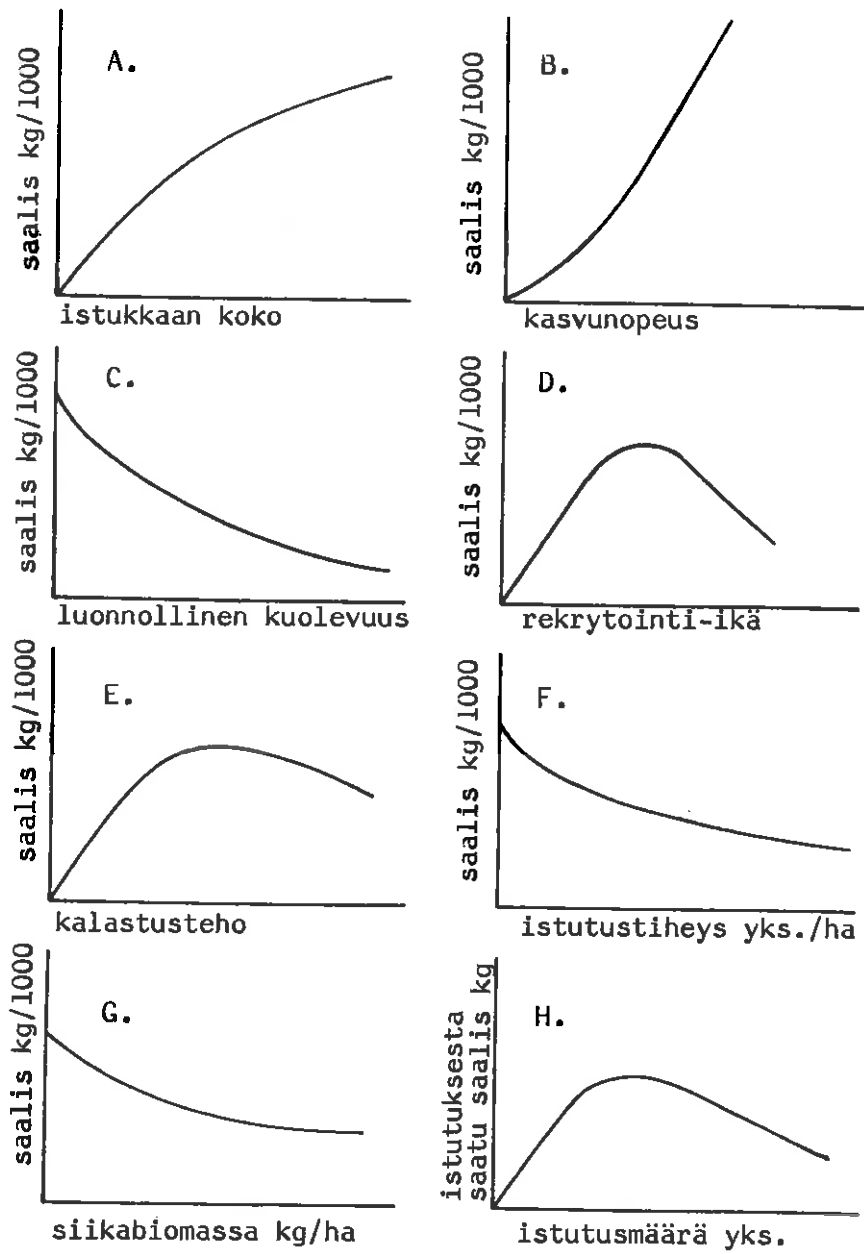 A.
saalis kg/1000
istukkaan koko
B.
saalis kg/1000
kasvunopeus
C.
saalis kg/1000
luonnollinen kuolevuus
D.
saalis kg/1000
rekrytointi-ikä
E.
saalis kg/1000
kalastusteho
F.
saalis kg/1000
istutustiheys yks./ha
G.
saalis kg/1000
siikabiomassa kg/ha
H.
istutuksesta
saatu saalis kg
istutusmäärä yks.